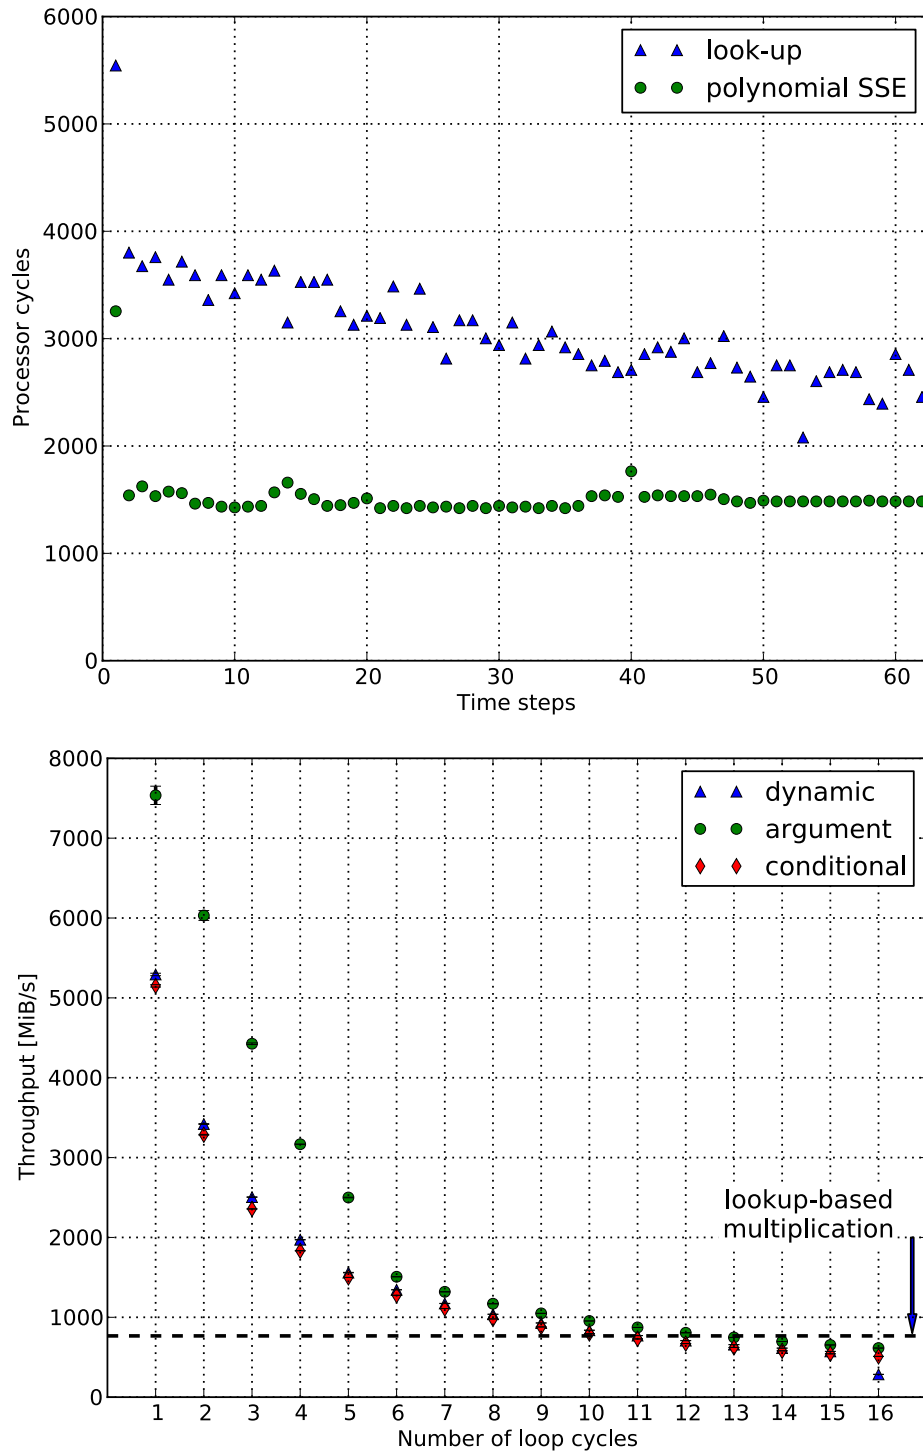 6000
5000
4000
3000
2000
1000
0
Processor cycles
look-up
polynomial SSE
0 10 20 30 40 50 60
Time steps
8000
7000
6000
5000
4000
3000
2000
1000
0
Throughput [MiB/s]
dynamic
argument
conditional
lookup-based
multiplication
1 2 3 4 5 6 7 8 9 10 11 12 13 14 15 16
Number of loop cycles